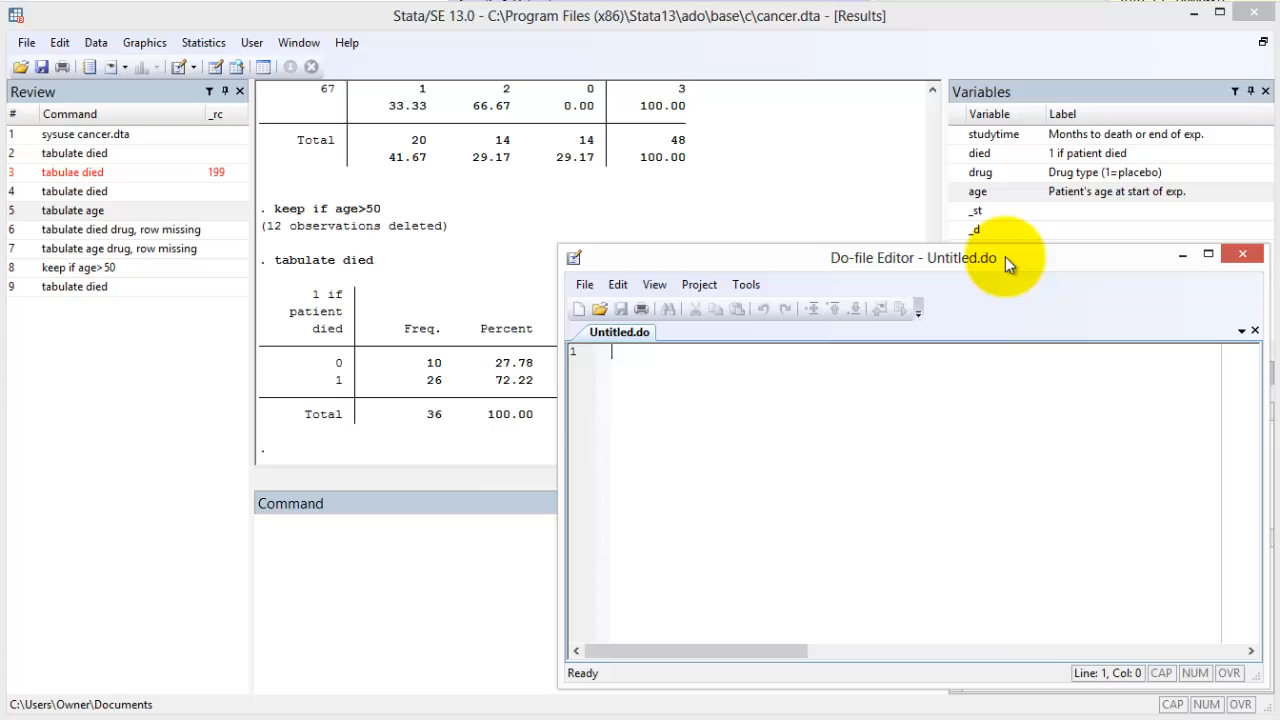 Stata/SE 13.0 - C:\Program Files (x86)\Stata13\ado\base\c\cancer.dta - [Results]
File Edit Data Graphics Statistics User Window Help
Review
# Command _rc
1 sysuse cancer.dta
2 tabulate died
3 tabulae died 199
4 tabulate died
5 tabulate age
6 tabulate died drug, row missing
7 tabulate age drug, row missing
8 keep if age>50
9 tabulate died
67 1 2 0 3
33.33 66.67 0.00 100.00
Total 20 14 14 48
41.67 29.17 29.17 100.00
. keep if age>50
(12 observations deleted)
. tabulate died
1 if
patient
died Freq. Percent
0 10 27.78
1 26 72.22
Total 36 100.00
.
Command
Variables
Variable Label
studytime Months to death or end of exp.
died 1 if patient died
drug Drug type (1=placebo)
age Patient's age at start of exp.
_st
_d
Do-file Editor - Untitled.do
File Edit View Project Tools
Untitled.do
1
Ready Line: 1, Col: 0 CAP NUM OVR
C:\Users\Owner\Documents CAP NUM OVR